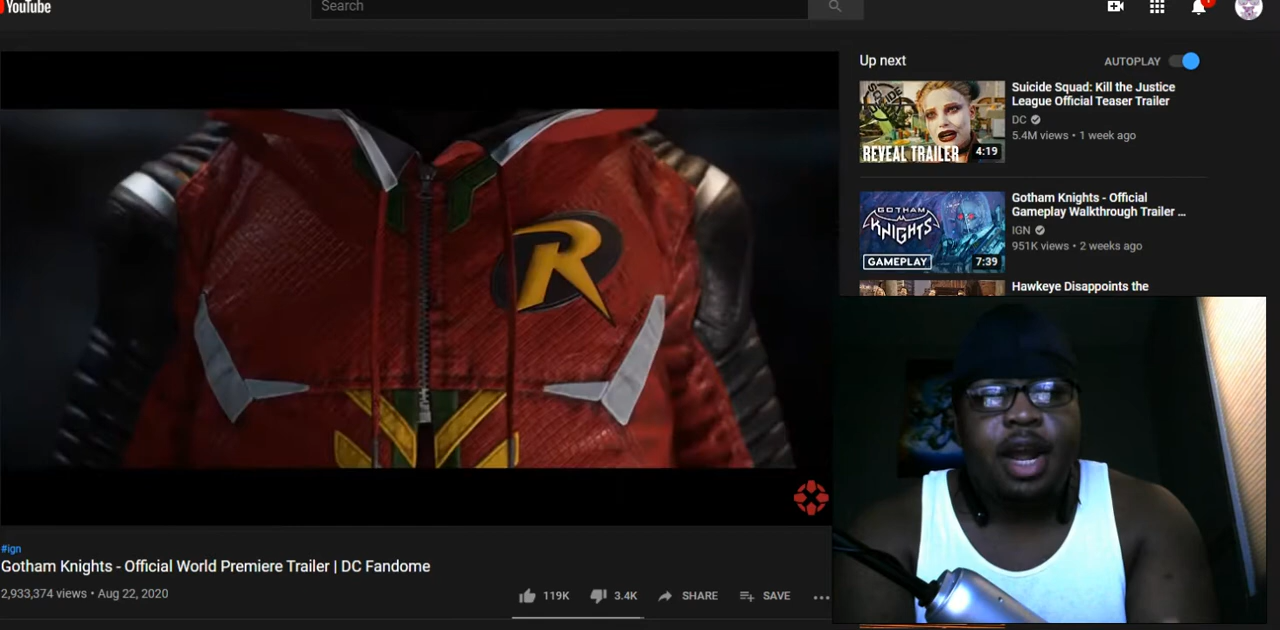 YouTube
Search
R
#ign
Gotham Knights - Official World Premiere Trailer | DC Fandome
2,933,374 views • Aug 22, 2020
119K
3.4K
SHARE
SAVE
Up next
AUTOPLAY
REVEAL TRAILER
4:19
Suicide Squad: Kill the Justice
League Official Teaser Trailer
DC
5.4M views • 1 week ago
GOTHAM
KNIGHTS
GAMEPLAY
7:39
Gotham Knights - Official
Gameplay Walkthrough Trailer ...
IGN
951K views • 2 weeks ago
Hawkeye Disappoints the